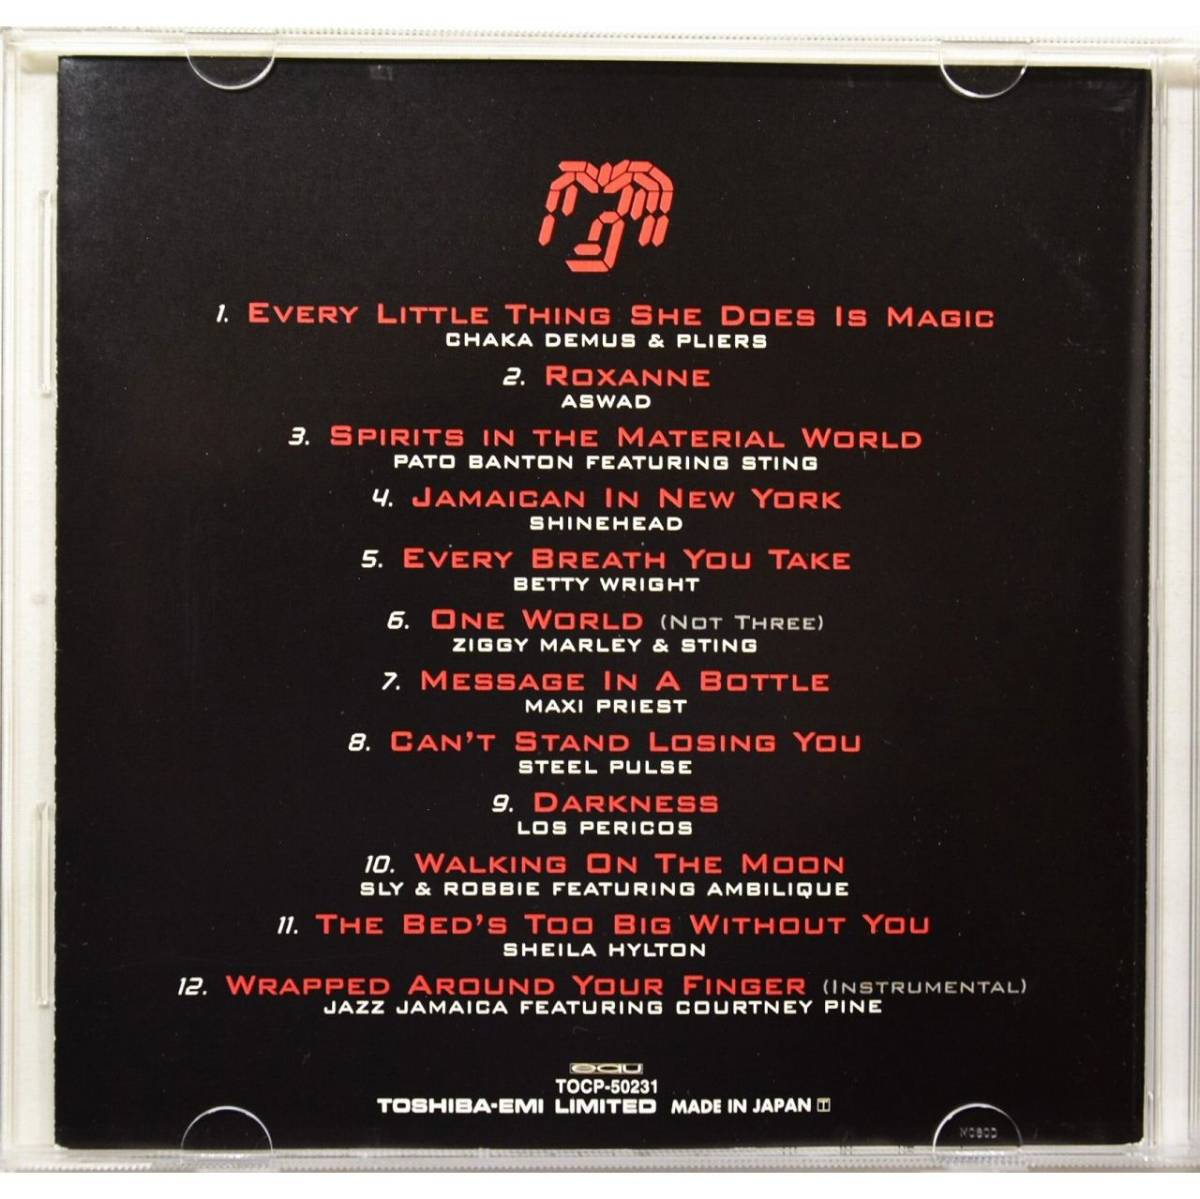 1. EVERY LITTLE THING SHE DOES IS MAGIC
CHAKA DEMUS & PLIERS
2. ROXANNE
ASWAD
3. SPIRITS IN THE MATERIAL WORLD
PATO BANTON FEATURING STING
4. JAMAICAN IN NEW YORK
SHINEHEAD
5. EVERY BREATH YOU TAKE
BETTY WRIGHT
6. ONE WORLD (NOT THREE)
ZIGGY MARLEY & STING
7. MESSAGE IN A BOTTLE
MAXI PRIEST
8. CAN'T STAND LOSING YOU
STEEL PULSE
9. DARKNESS
LOS PERICOS
10. WALKING ON THE MOON
SLY & ROBBIE FEATURING AMBILIQUE
11. THE BED'S TOO BIG WITHOUT YOU
SHEILA HYLTON
12. WRAPPED AROUND YOUR FINGER (INSTRUMENTAL)
JAZZ JAMAICA FEATURING COURTNEY PINE
eau
TOCP-50231
TOSHIBA-EMI LIMITED MADE IN JAPAN